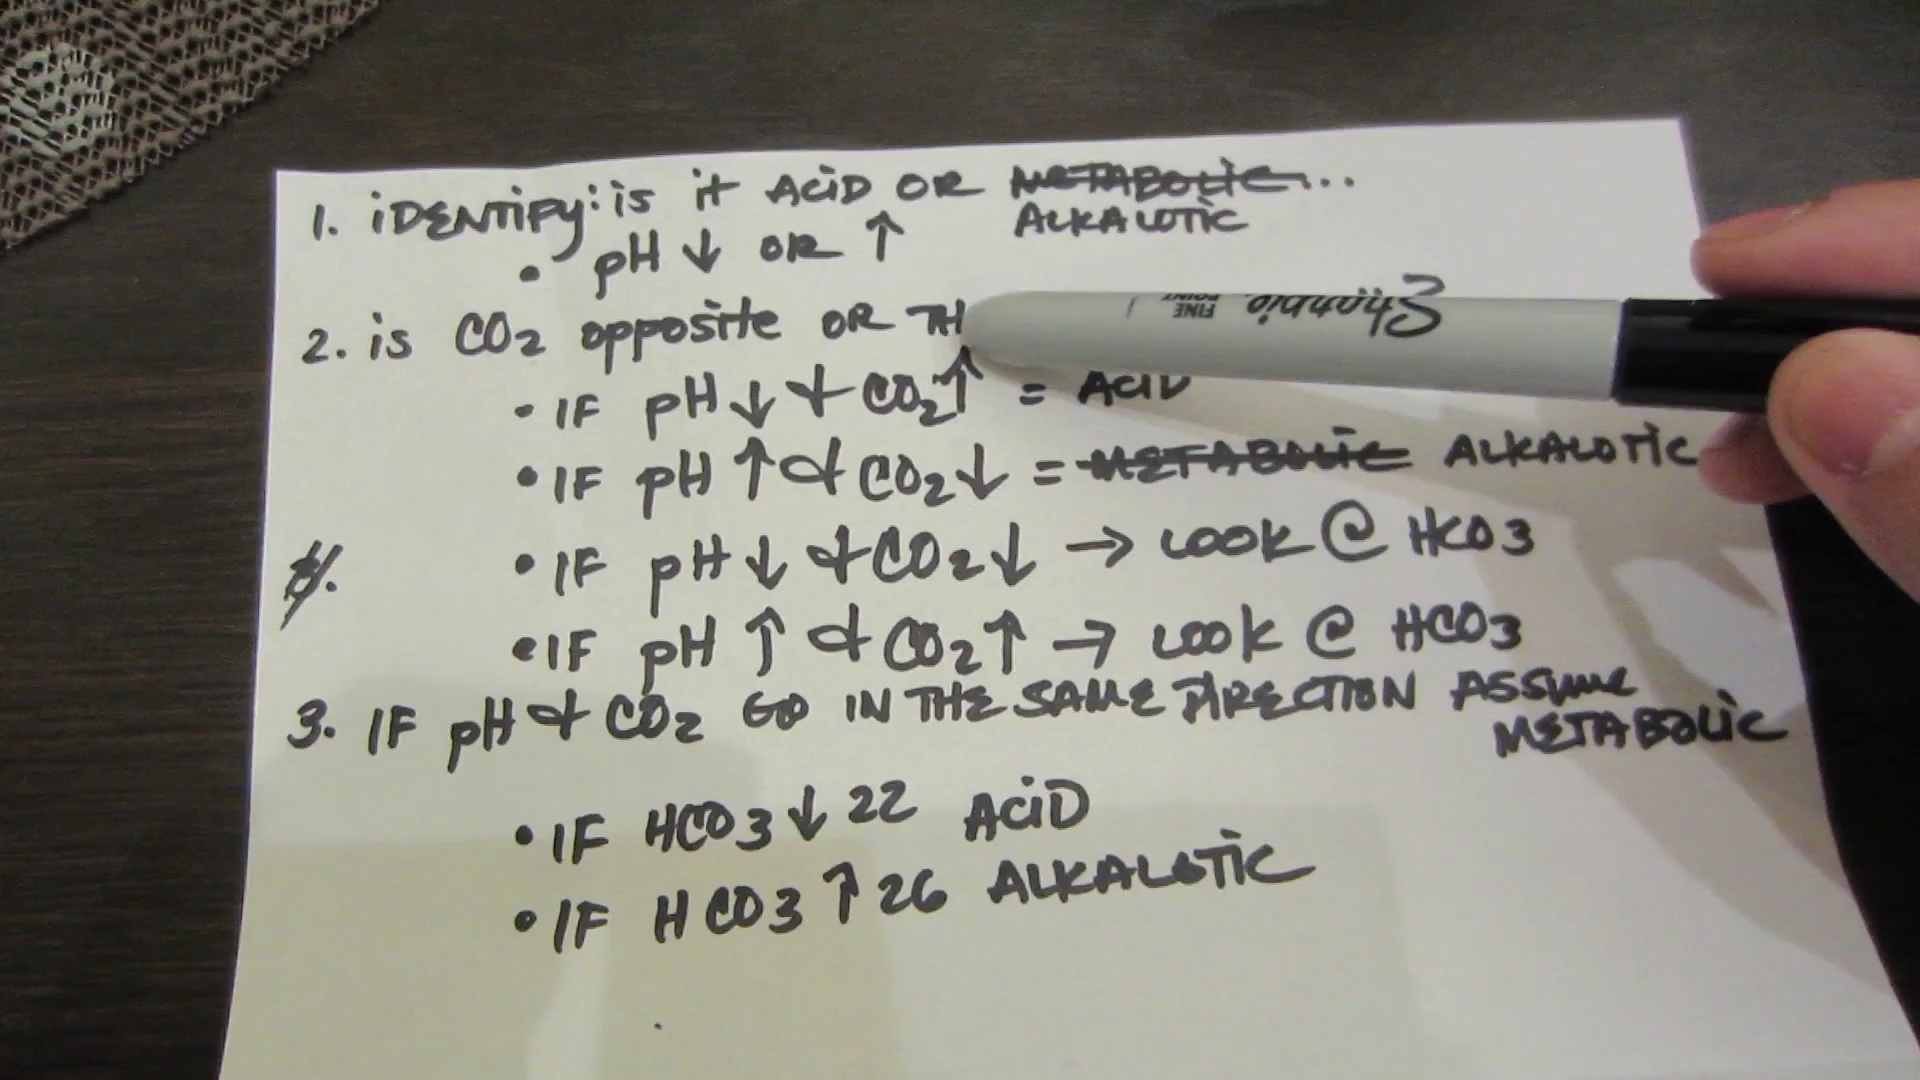 1. iDENTiFy: is it ACiD OR METABOLiC...
ALKALOTiC
• pH ↓ OR ↑
2. is CO2 opposite OR
• IF pH ↓ + CO2 ↑ = ACiD
• IF pH ↑ + CO2 ↓ = METABOLiC ALKALOTiC
• IF pH ↓ + CO2 ↓ → LOOK @ HCO3
• IF pH ↑ + CO2 ↑ → LOOK @ HCO3
3. IF pH + CO2 GO IN THE SAME DIRECTION ASSUME
METABOLiC
• IF HCO3 ↓ 22 ACiD
• IF HCO3 ↑ 26 ALKALOTiC
Sharpie
FINE
POINT